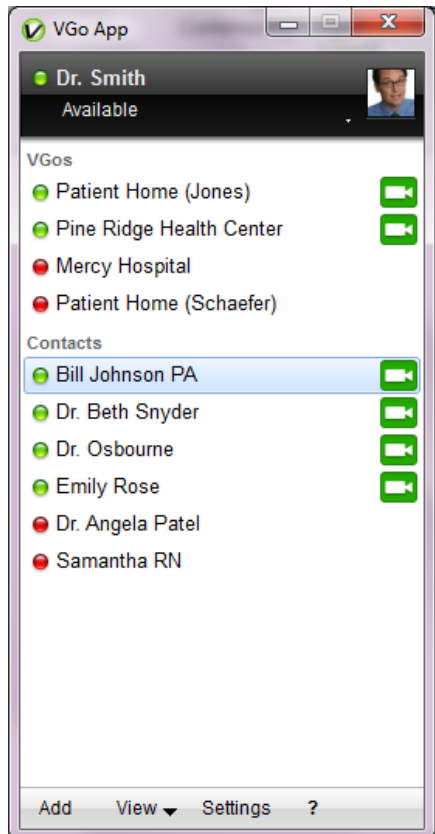 VGo App
Dr. Smith
Available
VGos
Patient Home (Jones)
Pine Ridge Health Center
Mercy Hospital
Patient Home (Schaefer)
Contacts
Bill Johnson PA
Dr. Beth Snyder
Dr. Osbourne
Emily Rose
Dr. Angela Patel
Samantha RN
Add View Settings ?